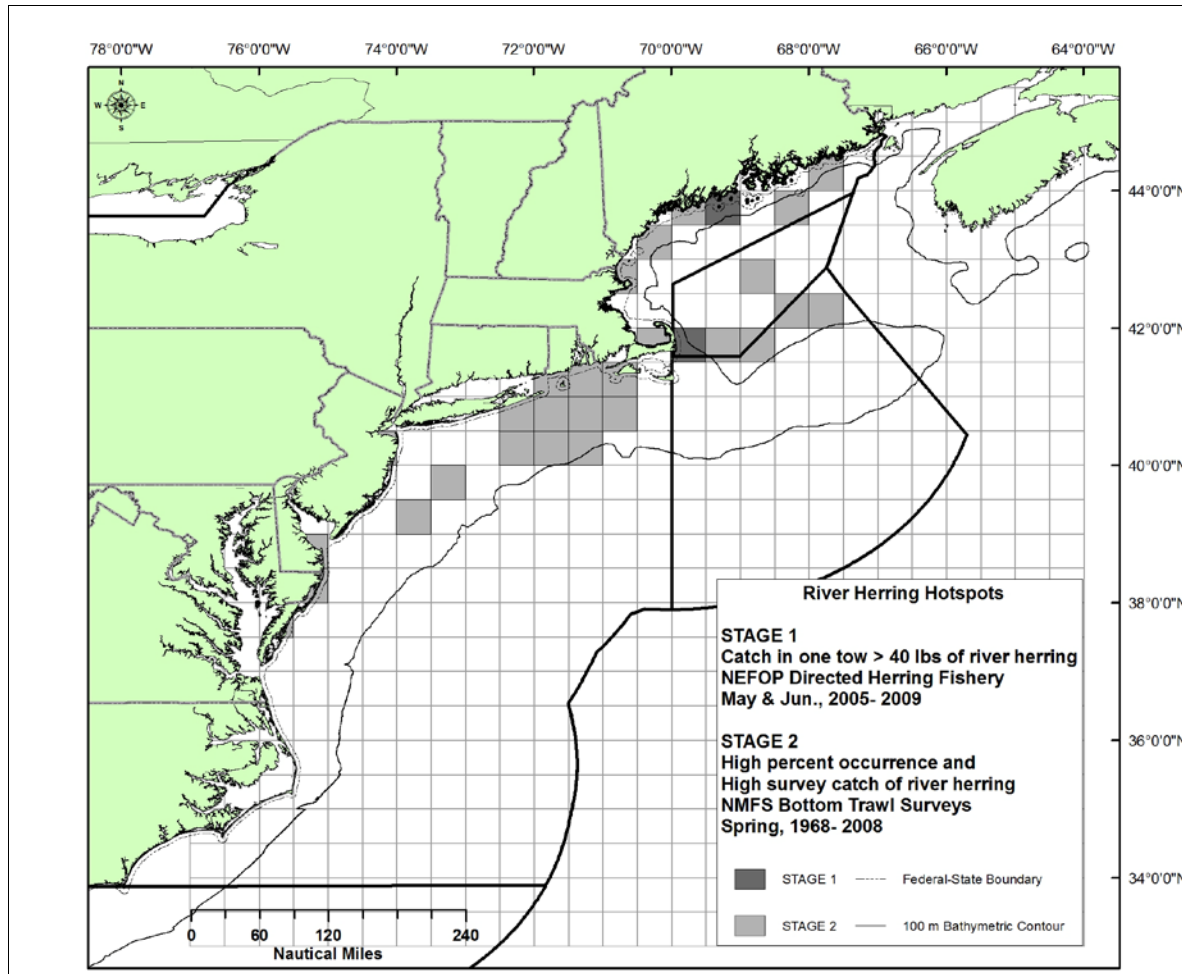 78°0'0"W 76°0'0"W 74°0'0"W 72°0'0"W 70°0'0"W 68°0'0"W 66°0'0"W 64°0'0"W
N
W E
S
44°0'0"N
42°0'0"N
40°0'0"N
38°0'0"N
36°0'0"N
34°0'0"N
River Herring Hotspots
STAGE 1
Catch in one tow > 40 lbs of river herring
NEFOP Directed Herring Fishery
May & Jun., 2005- 2009
STAGE 2
High percent occurrence and
High survey catch of river herring
NMFS Bottom Trawl Surveys
Spring, 1968- 2008
STAGE 1 Federal-State Boundary
STAGE 2 100 m Bathymetric Contour
0 60 120 240
Nautical Miles